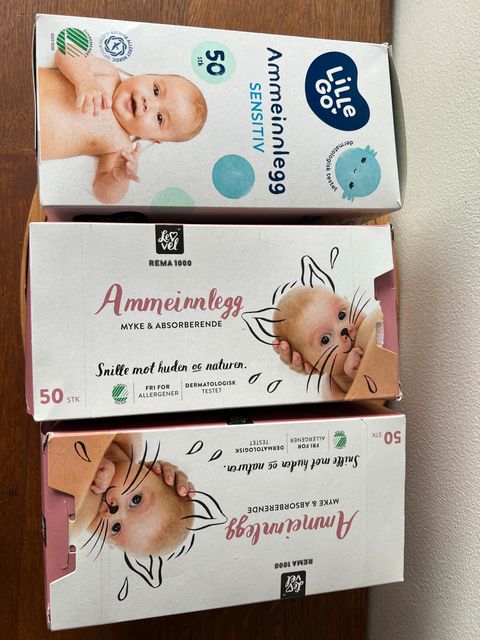 LILLE
GO
dermatologisk testet
Ammeinnlegg
SENSITIV
50
stk
Lev
vel
REMA 1000
Ammeinnlegg
MYKE & ABSORBERENDE
Snille mot huden og naturen.
FRI FOR
ALLERGENER
DERMATOLOGISK
TESTET
50 STK
Lev
vel
REMA 1000
Ammeinnlegg
MYKE & ABSORBERENDE
Snille mot huden og naturen.
FRI FOR
ALLERGENER
DERMATOLOGISK
TESTET
50 STK